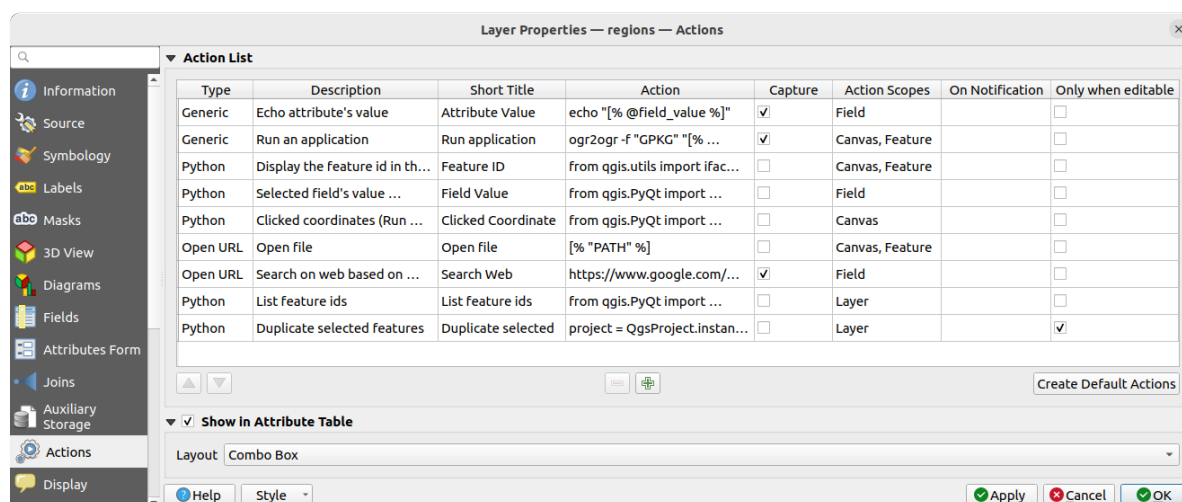 Layer Properties — regions — Actions
Information
Source
Symbology
Labels
Masks
3D View
Diagrams
Fields
Attributes Form
Joins
Auxiliary
Storage
Actions
Display
Action List
Type Description Short Title Action Capture Action Scopes On Notification Only when editable
Generic Echo attribute's value Attribute Value echo "[% @field_value %]" Field
Generic Run an application Run application ogr2ogr -f "GPKG" "[% ... Canvas, Feature
Python Display the feature id in th... Feature ID from qgis.utils import ifac... Canvas, Feature
Python Selected field's value ... Field Value from qgis.PyQt import ... Field
Python Clicked coordinates (Run ... Clicked Coordinate from qgis.PyQt import ... Canvas
Open URL Open file Open file [% "PATH" %] Canvas, Feature
Open URL Search on web based on ... Search Web https://www.google.com/... Field
Python List feature ids List feature ids from qgis.PyQt import ... Layer
Python Duplicate selected features Duplicate selected project = QgsProject.instan... Layer
Create Default Actions
Show in Attribute Table
Layout Combo Box
Help Style Apply Cancel OK